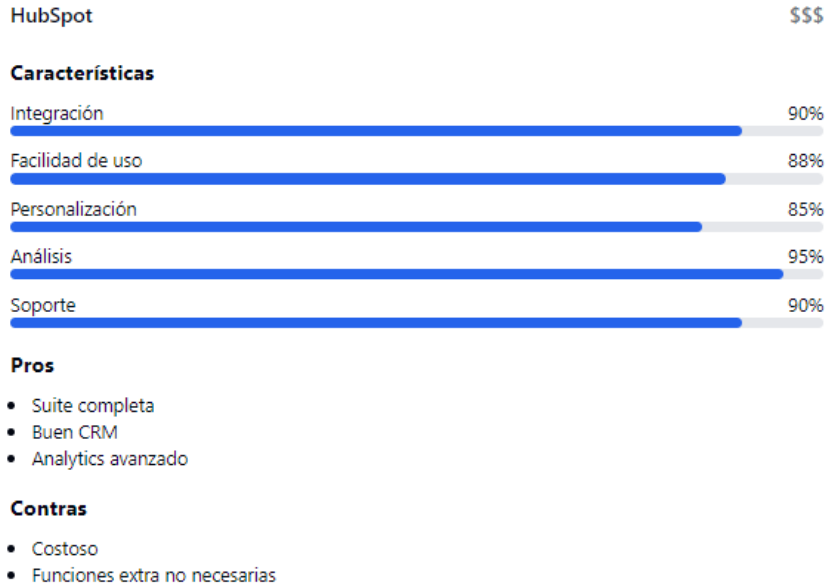 HubSpot $$$
Características
Integración 90%
Facilidad de uso 88%
Personalización 85%
Análisis 95%
Soporte 90%
Pros
• Suite completa
• Buen CRM
• Analytics avanzado
Contras
• Costoso
• Funciones extra no necesarias